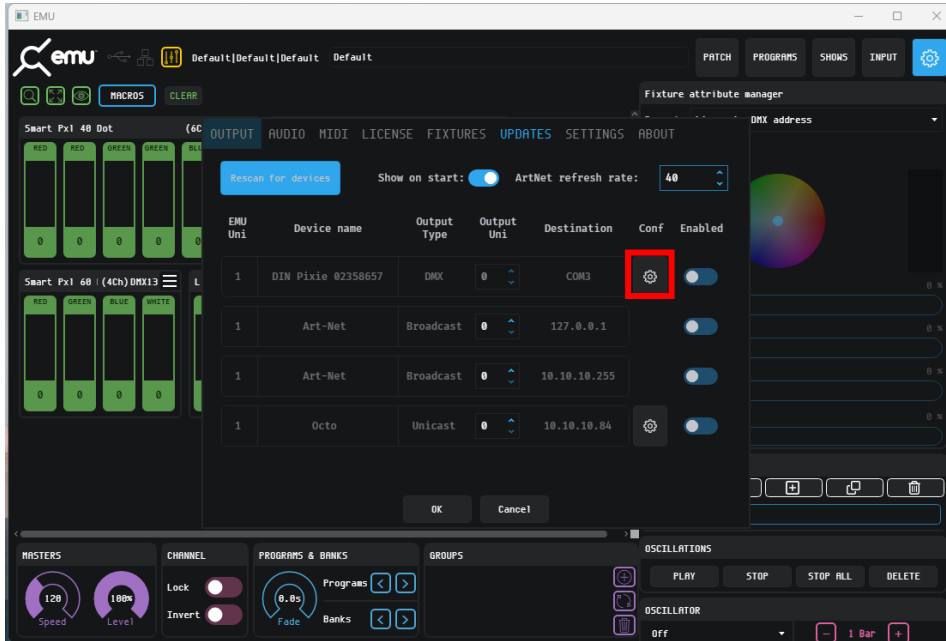 EMU
emu Default|Default|Default Default PATCH PROGRAMS SHOWS INPUT
MACROS CLEAR
Fixture attribute manager
Smart Pxl 40 Dot (6C
DMX address
OUTPUT AUDIO MIDI LICENSE FIXTURES UPDATES SETTINGS ABOUT
RED RED GREEN GREEN BLU
0 0 0 0 0
Rescan for devices Show on start: ArtNet refresh rate: 40
EMU Uni Device name Output Type Output Uni Destination Conf Enabled
1 DIN Pixie 02358657 DMX 0 COM3
1 Art-Net Broadcast 0 127.0.0.1
1 Art-Net Broadcast 0 10.10.10.255
1 Octo Unicast 0 10.10.10.84
OK Cancel
Smart Pxl 60 (4Ch) DMX13 L
RED GREEN BLUE WHITE
0 0 0 0
0 %
0 %
0 %
0 %
MASTERS
120 100%
Speed Level
CHANNEL
Lock
Invert
PROGRAMS & BANKS
0.0s
Fade
Programs < >
Banks < >
GROUPS
OSCILLATIONS
PLAY STOP STOP ALL DELETE
OSCILLATOR
Off - 1 Bar +